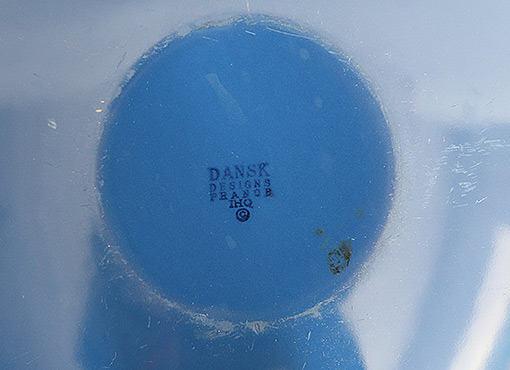 DANSK
DESIGNS
FRANCE
IHQ
©